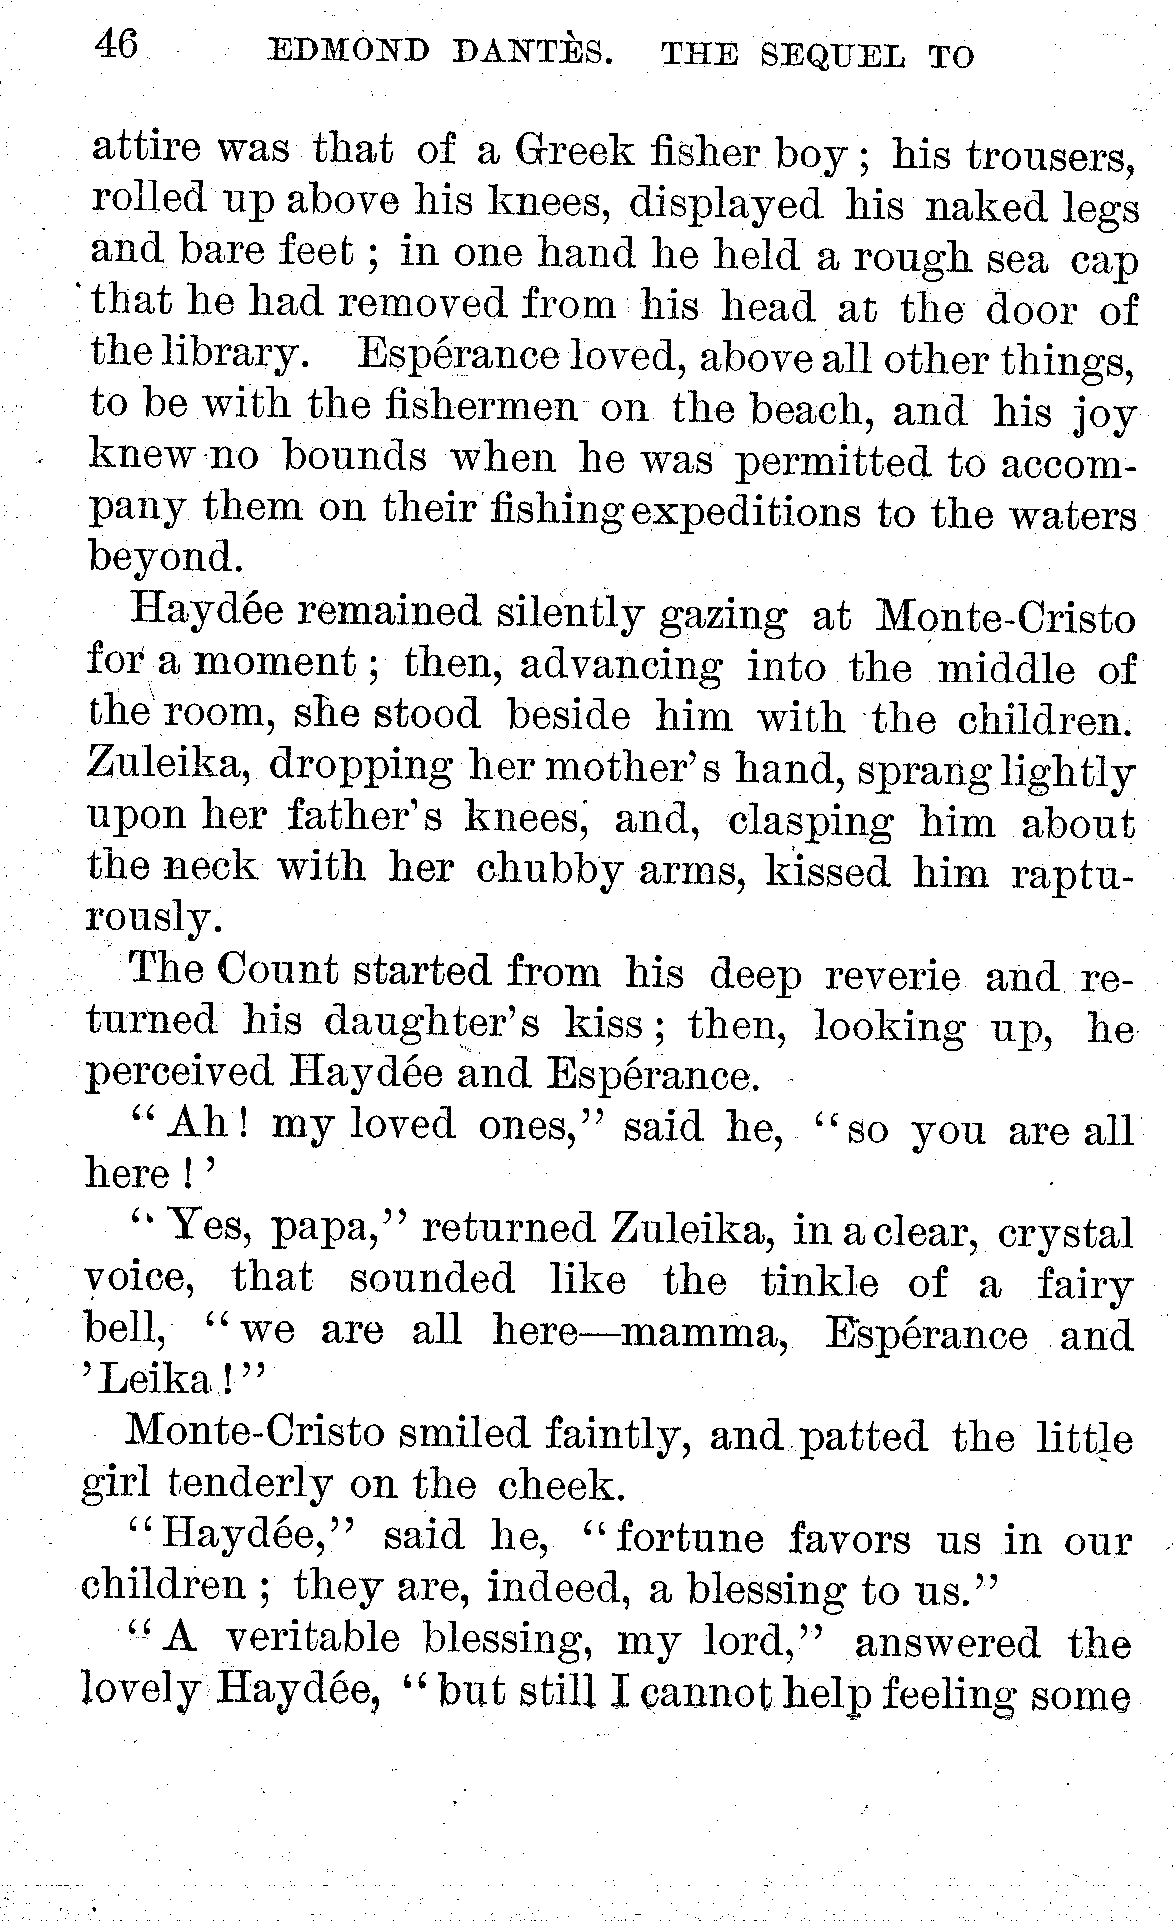 46 EDMOND DANTÈS. THE SEQUEL TO
attire was that of a Greek fisher boy; his trousers,
rolled up above his knees, displayed his naked legs
and bare feet; in one hand he held a rough sea cap
that he had removed from his head at the door of
the library. Espérance loved, above all other things,
to be with the fishermen on the beach, and his joy
knew no bounds when he was permitted to accom-
pany them on their fishing expeditions to the waters
beyond.
Haydée remained silently gazing at Monte-Cristo
for a moment; then, advancing into the middle of
the room, she stood beside him with the children.
Zuleika, dropping her mother's hand, sprang lightly
upon her father's knees, and, clasping him about
the neck with her chubby arms, kissed him raptu-
rously.
The Count started from his deep reverie and re-
turned his daughter's kiss; then, looking up, he
perceived Haydée and Espérance.
"Ah! my loved ones," said he, "so you are all
here!'
"Yes, papa," returned Zuleika, in a clear, crystal
voice, that sounded like the tinkle of a fairy
bell, "we are all here—mamma, Espérance and
'Leika!"
Monte-Cristo smiled faintly, and patted the little
girl tenderly on the cheek.
"Haydée," said he, "fortune favors us in our
children; they are, indeed, a blessing to us."
"A veritable blessing, my lord," answered the
lovely Haydée, "but still I cannot help feeling some